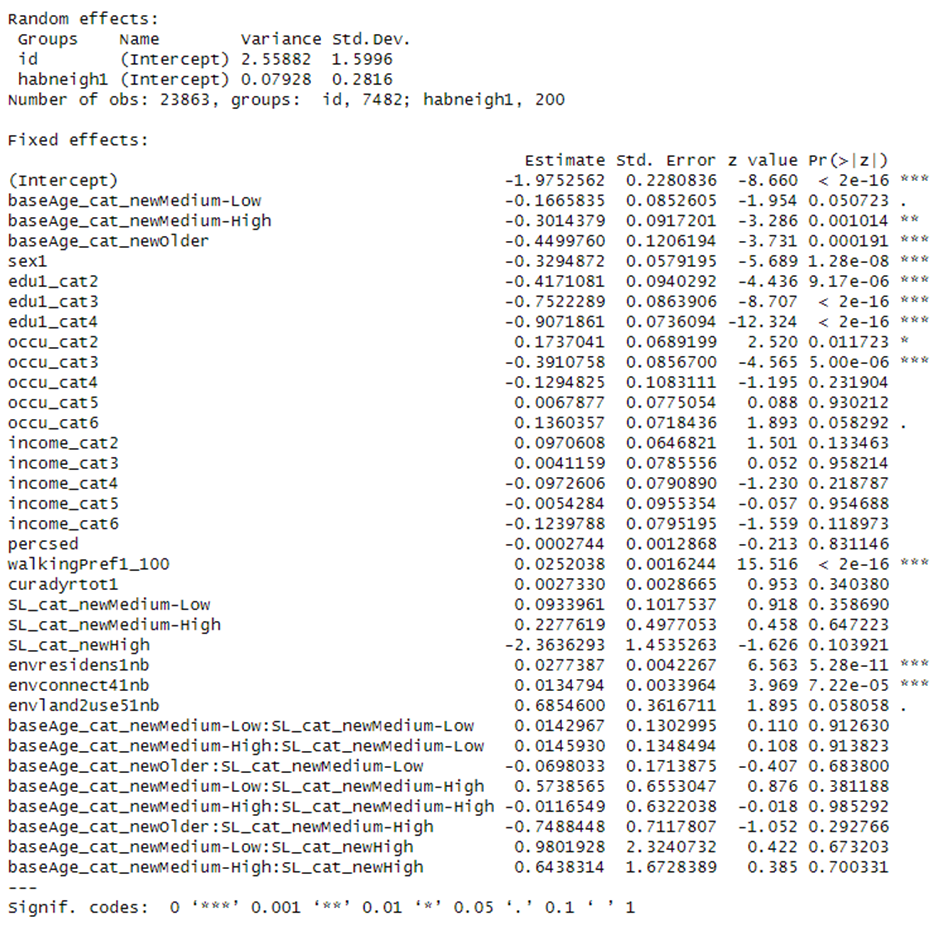 Random effects:
 Groups    Name        Variance Std.Dev.
 id        (Intercept) 2.55882  1.5996
 habneigh1 (Intercept) 0.07928  0.2816
Number of obs: 23863, groups:  id, 7482; habneigh1, 200
Fixed effects:
Estimate Std. Error z value Pr(>|z|)
(Intercept) -1.9752562 0.2280836 -8.660 < 2e-16 ***
baseAge_cat_newMedium-Low -0.1665835 0.0852605 -1.954 0.050723 .
baseAge_cat_newMedium-High -0.3014379 0.0917201 -3.286 0.001014 **
baseAge_cat_newOlder -0.4499760 0.1206194 -3.731 0.000191 ***
sex1 -0.3294872 0.0579195 -5.689 1.28e-08 ***
edu1_cat2 -0.4171081 0.0940292 -4.436 9.17e-06 ***
edu1_cat3 -0.7522289 0.0863906 -8.707 < 2e-16 ***
edu1_cat4 -0.9071861 0.0736094 -12.324 < 2e-16 ***
occu_cat2 0.1737041 0.0689199 2.520 0.011723 *
occu_cat3 -0.3910758 0.0856700 -4.565 5.00e-06 ***
occu_cat4 -0.1294825 0.1083111 -1.195 0.231904
occu_cat5 0.0067877 0.0775054 0.088 0.930212
occu_cat6 0.1360357 0.0718436 1.893 0.058292 .
income_cat2 0.0970608 0.0646821 1.501 0.133463
income_cat3 0.0041159 0.0785556 0.052 0.958214
income_cat4 -0.0972606 0.0790890 -1.230 0.218787
income_cat5 -0.0054284 0.0955354 -0.057 0.954688
income_cat6 -0.1239788 0.0795195 -1.559 0.118973
percsed -0.0002744 0.0012868 -0.213 0.831146
walkingPref1_100 0.0252038 0.0016244 15.516 < 2e-16 ***
curadyrtot1 0.0027330 0.0028665 0.953 0.340380
SL_cat_newMedium-Low 0.0933961 0.1017537 0.918 0.358690
SL_cat_newMedium-High 0.2277619 0.4977053 0.458 0.647223
SL_cat_newHigh -2.3636293 1.4535263 -1.626 0.103921
envresidens1nb 0.0277387 0.0042267 6.563 5.28e-11 ***
envconnect41nb 0.0134794 0.0033964 3.969 7.22e-05 ***
envland2use51nb 0.6854600 0.3616711 1.895 0.058058 .
baseAge_cat_newMedium-Low:SL_cat_newMedium-Low 0.0142967 0.1302995 0.110 0.912630
baseAge_cat_newMedium-High:SL_cat_newMedium-Low 0.0145930 0.1348494 0.108 0.913823
baseAge_cat_newOlder:SL_cat_newMedium-Low -0.0698033 0.1713875 -0.407 0.683800
baseAge_cat_newMedium-Low:SL_cat_newMedium-High 0.5738565 0.6553047 0.876 0.381188
baseAge_cat_newMedium-High:SL_cat_newMedium-High -0.0116549 0.6322038 -0.018 0.985292
baseAge_cat_newOlder:SL_cat_newMedium-High -0.7488448 0.7117807 -1.052 0.292766
baseAge_cat_newMedium-Low:SL_cat_newHigh 0.9801928 2.3240732 0.422 0.673203
baseAge_cat_newMedium-High:SL_cat_newHigh 0.6438314 1.6728389 0.385 0.700331
---
Signif. codes:  0 ‘***’ 0.001 ‘**’ 0.01 ‘*’ 0.05 ‘.’ 0.1 ‘ ’ 1